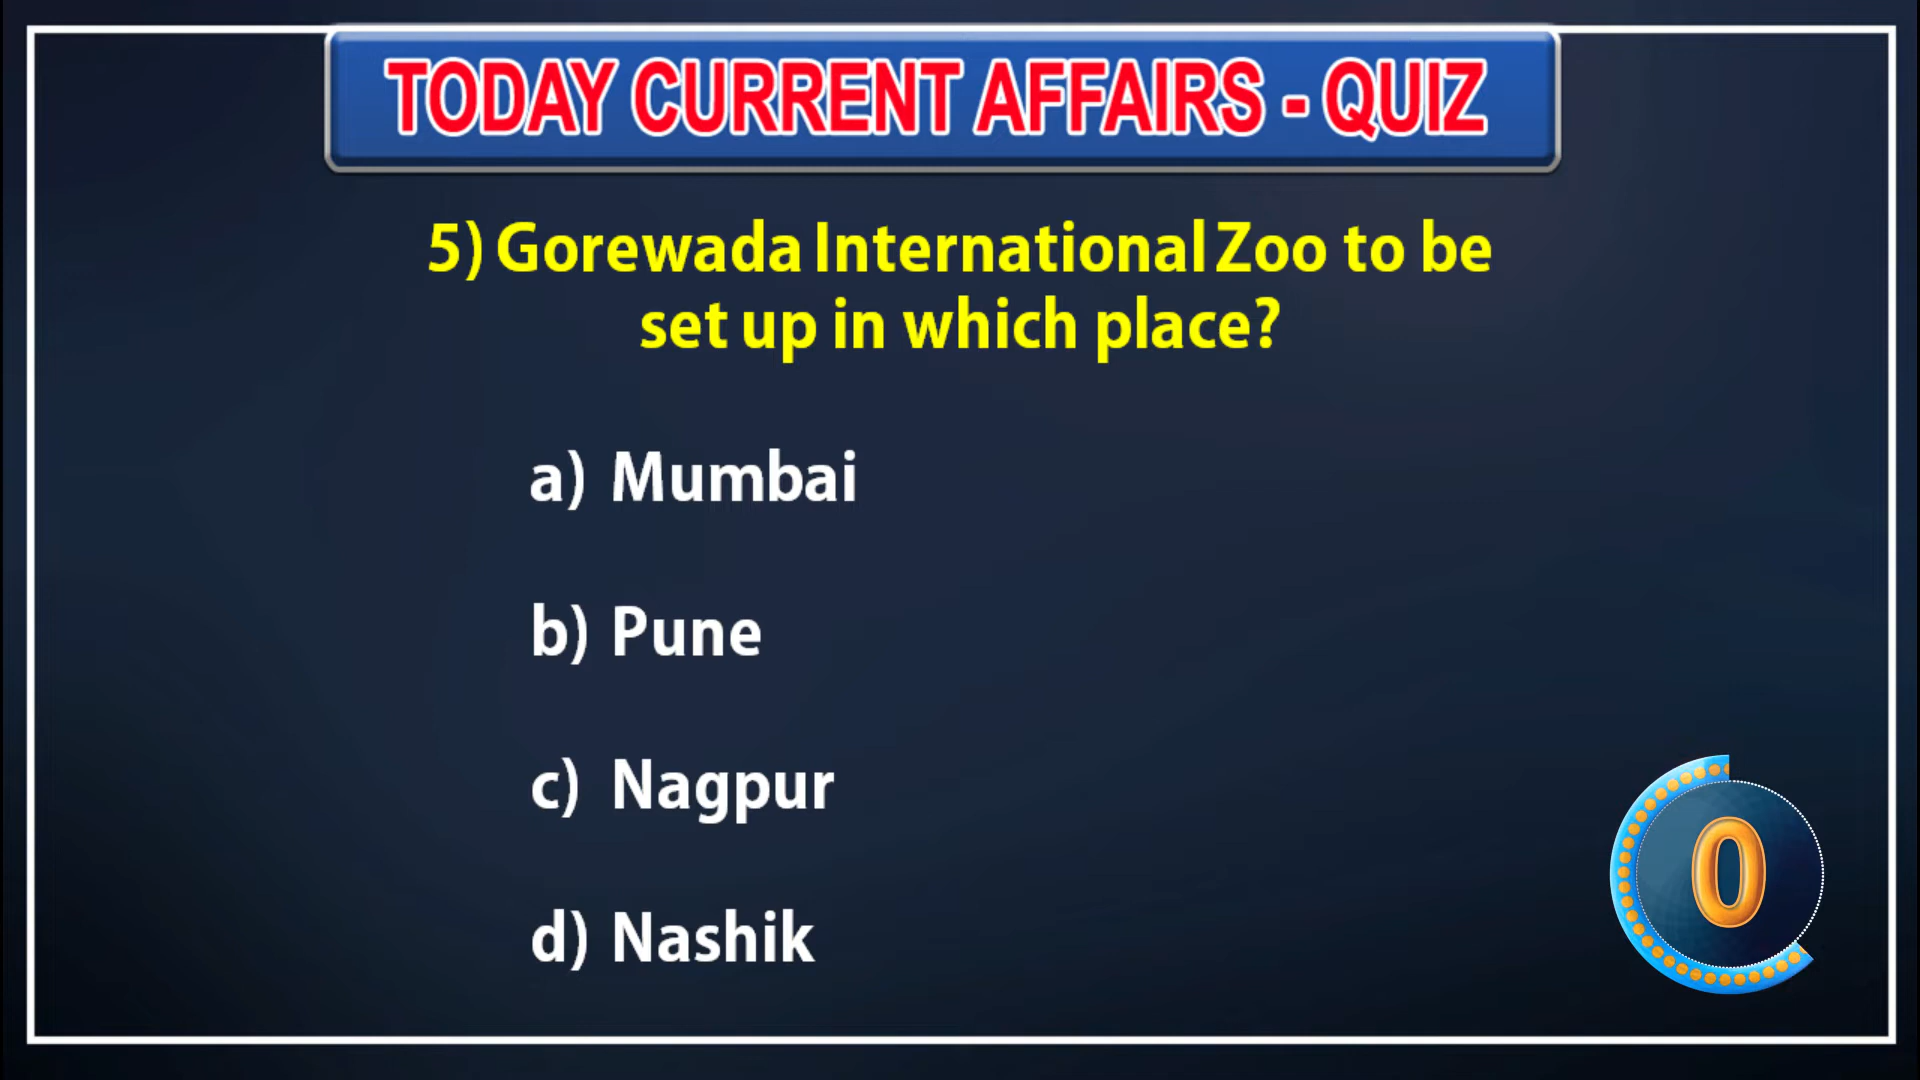 TODAY CURRENT AFFAIRS - QUIZ
5) Gorewada International Zoo to be
set up in which place?
a) Mumbai
b) Pune
c) Nagpur
d) Nashik
0